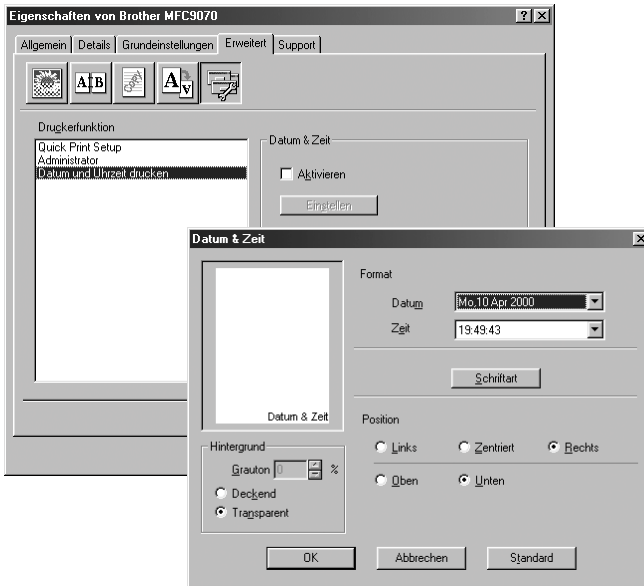 Eigenschaften von Brother MFC9070
Allgemein Details Grundeinstellungen Erweitert Support
A B
A
Druckerfunktion
Quick Print Setup
Administrator
Datum und Uhrzeit drucken
Datum & Zeit
Aktivieren
Einstellen
Datum & Zeit
Datum & Zeit
Format
Datum Mo,10 Apr 2000
Zeit 19:49:43
Schriftart
Position
Links Zentriert Rechts
Oben Unten
Hintergrund
Grauton 0 %
Deckend
Transparent
OK Abbrechen Standard